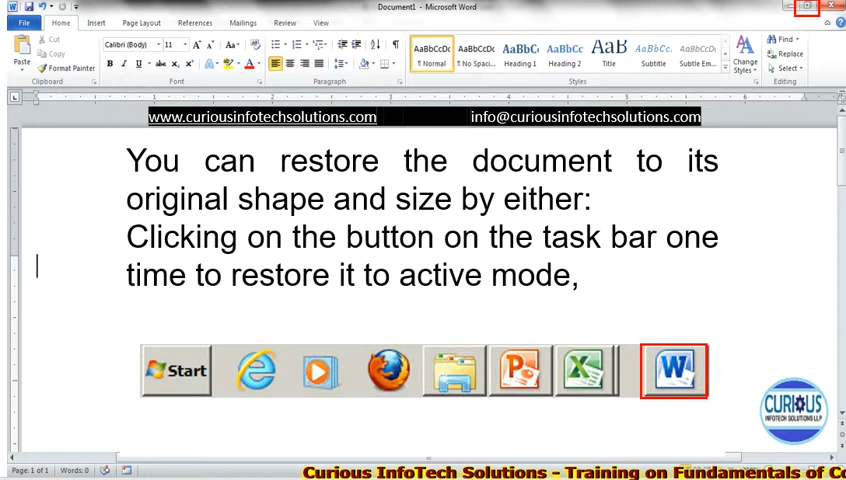 Document1 - Microsoft Word
File Home Insert Page Layout References Mailings Review View
Paste
Cut
Copy
Format Painter
Clipboard
Calibri (Body) 11
Font
Paragraph
AaBbCcDc AaBbCcDc AaBbCc AaBbCc AaB AaBbCc. AaBbCcDc
¶ Normal ¶ No Spaci... Heading 1 Heading 2 Title Subtitle Subtle Em...
Change Styles
Styles
Find
Replace
Select
Editing
www.curiousinfotechsolutions.com info@curiousinfotechsolutions.com
You can restore the document to its
original shape and size by either:
Clicking on the button on the task bar one
time to restore it to active mode,
Start
CURIOUS
INFOTECH SOLUTIONS LLP
Page: 1 of 1 Words: 0
Curious InfoTech Solutions - Training on Fundamentals of Co